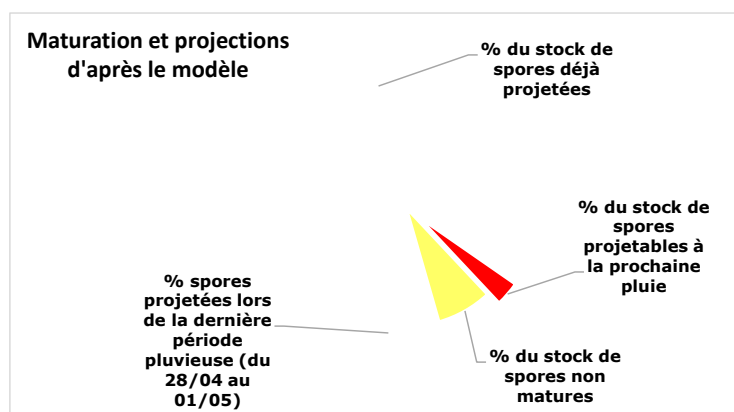 Maturation et projections
d'après le modèle
% du stock de
spores déjà
projetées
% du stock de
spores
projetables à
la prochaine
pluie
% spores
projetées lors
de la dernière
période
pluvieuse (du
28/04 au
01/05)
% du stock de
spores non
matures